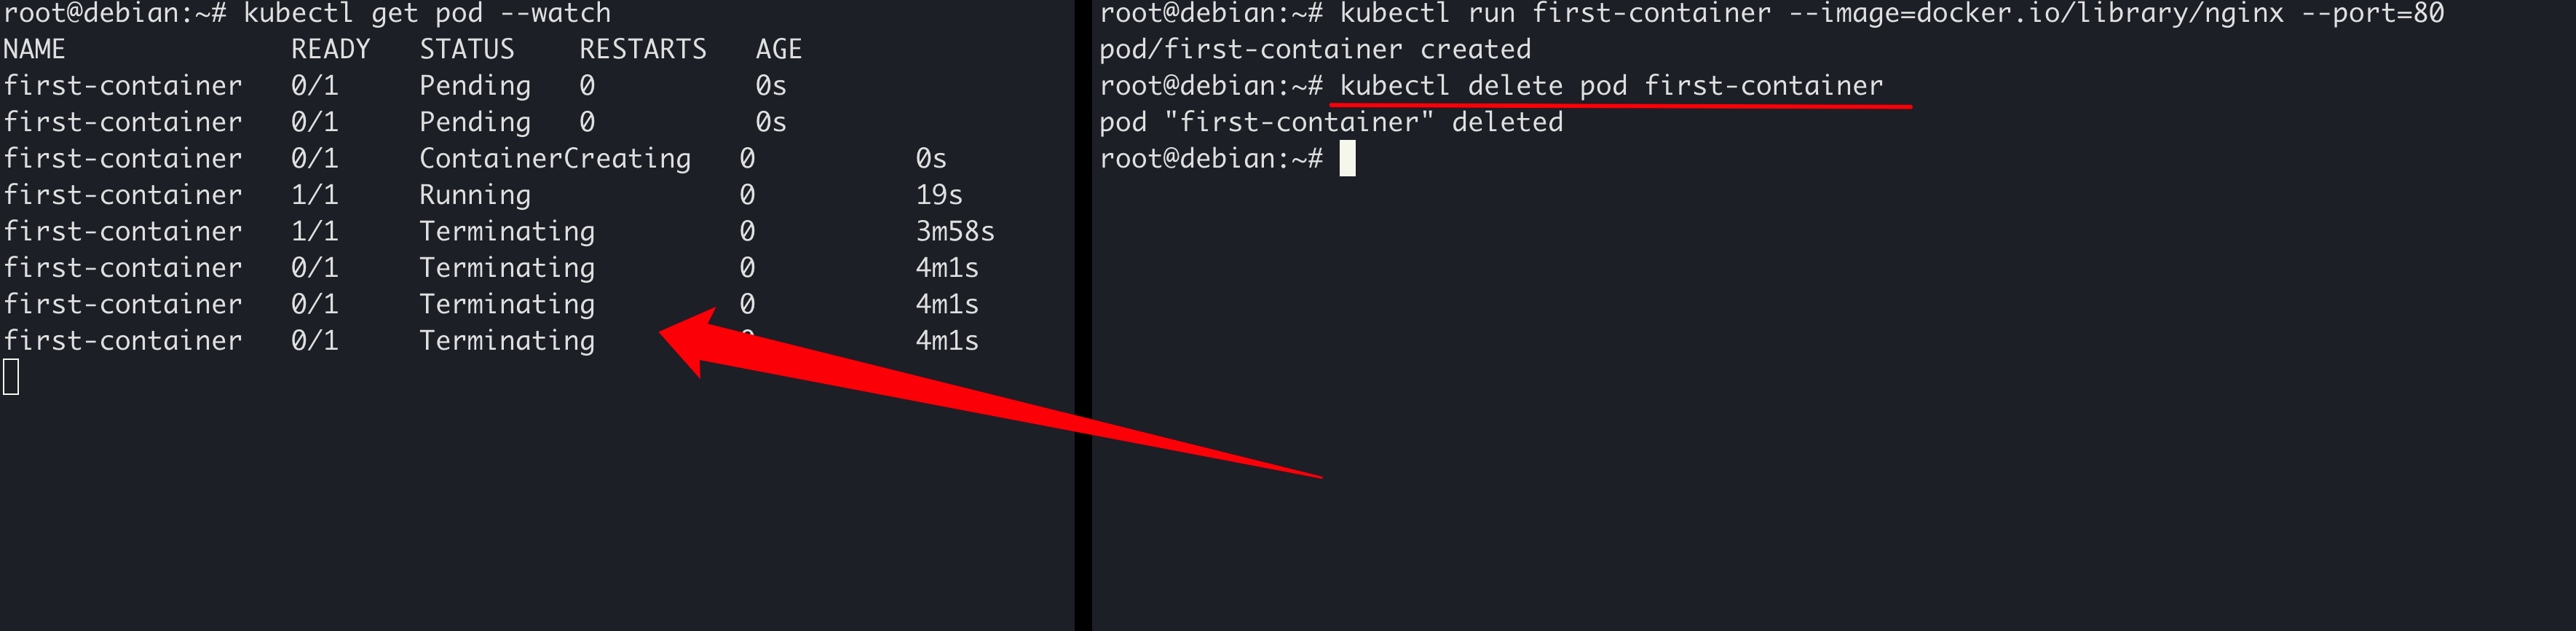 root@debian:~# kubectl get pod --watch
NAME READY STATUS RESTARTS AGE
first-container 0/1 Pending 0 0s
first-container 0/1 Pending 0 0s
first-container 0/1 ContainerCreating 0 0s
first-container 1/1 Running 0 19s
first-container 1/1 Terminating 0 3m58s
first-container 0/1 Terminating 0 4m1s
first-container 0/1 Terminating 0 4m1s
first-container 0/1 Terminating 0 4m1s
root@debian:~# kubectl run first-container --image=docker.io/library/nginx --port=80
pod/first-container created
root@debian:~# kubectl delete pod first-container
pod "first-container" deleted
root@debian:~#